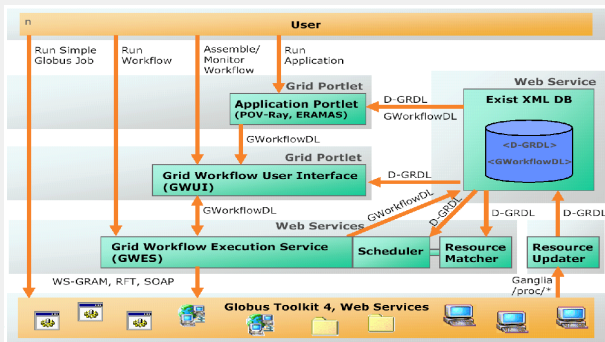 n
User
Run Simple
Globus Job
Run
Workflow
Assemble/
Monitor
Workflow
Run
Application
Grid Portlet
Web Service
Application Portlet
(POV-Ray, ERAMAS)
D-GRDL
GWorkflowDL
Exist XML DB
<D-GRDL>
<GWorkflowDL>
GWorkflowDL
Grid Portlet
Grid Workflow User Interface
(GWUI)
D-GRDL
GWorkflowDL
GWorkflowDL
D-GRDL
D-GRDL
D-GRDL
Web Services
Grid Workflow Execution Service
(GWES)
Scheduler
Resource
Matcher
Resource
Updater
WS-GRAM, RFT, SOAP
Ganglia
/proc/*
Globus Toolkit 4, Web Services